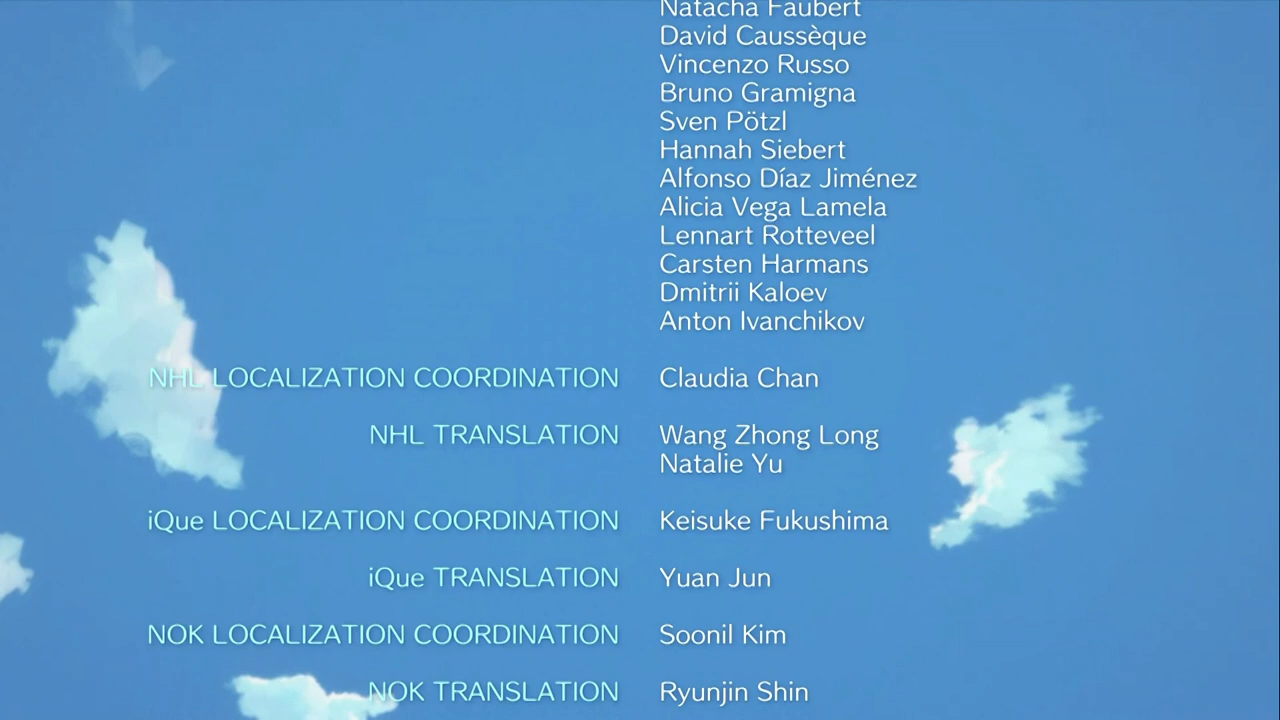 Natacha Faubert
David Caussèque
Vincenzo Russo
Bruno Gramigna
Sven Pötzl
Hannah Siebert
Alfonso Díaz Jiménez
Alicia Vega Lamela
Lennart Rotteveel
Carsten Harmans
Dmitrii Kaloev
Anton Ivanchikov
NHL LOCALIZATION COORDINATION Claudia Chan
NHL TRANSLATION Wang Zhong Long
Natalie Yu
iQue LOCALIZATION COORDINATION Keisuke Fukushima
iQue TRANSLATION Yuan Jun
NOK LOCALIZATION COORDINATION Soonil Kim
NOK TRANSLATION Ryunjin Shin